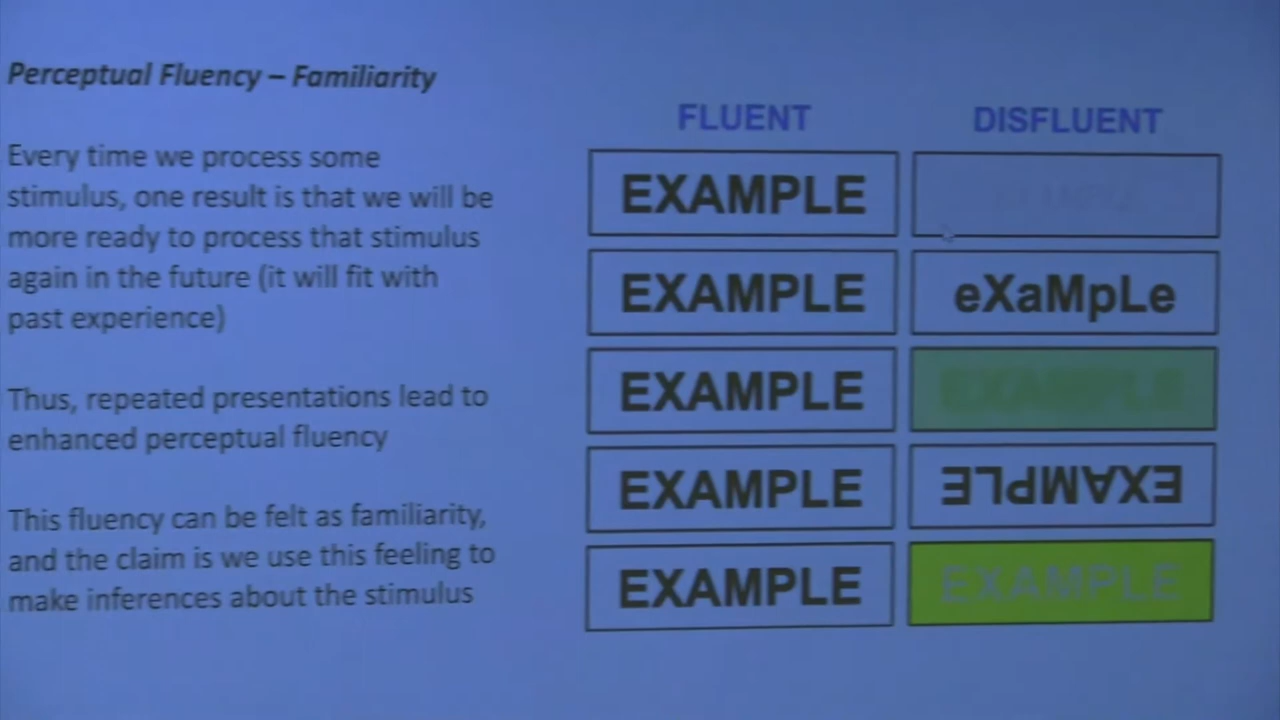 Perceptual Fluency – Familiarity
Every time we process some
stimulus, one result is that we will be
more ready to process that stimulus
again in the future (it will fit with
past experience)
Thus, repeated presentations lead to
enhanced perceptual fluency
This fluency can be felt as familiarity,
and the claim is we use this feeling to
make inferences about the stimulus
FLUENT DISFLUENT
EXAMPLE
EXAMPLE eXaMpLe
EXAMPLE EXAMPLE
EXAMPLE EXAMPLE
EXAMPLE EXAMPLE